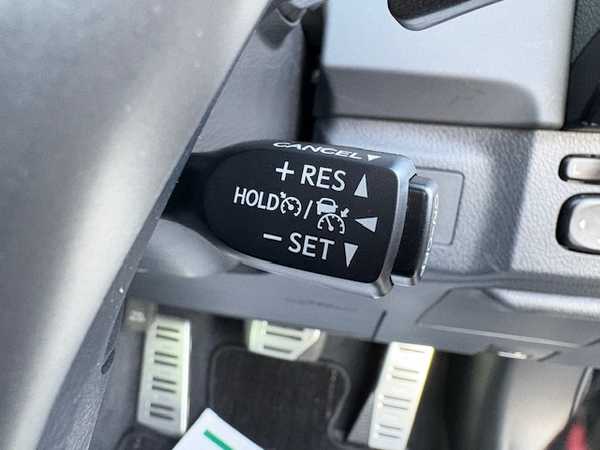 CANCEL▼
+ RES ▲
HOLD /
− SET ▼